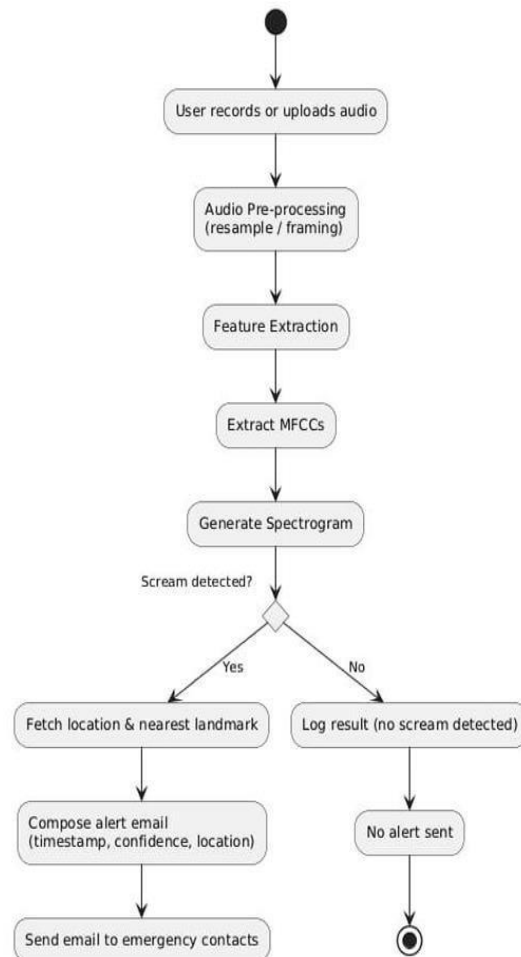 User records or uploads audio
Audio Pre-processing
(resample / framing)
Feature Extraction
Extract MFCCs
Generate Spectrogram
Scream detected?
Yes
No
Fetch location & nearest landmark
Log result (no scream detected)
Compose alert email
(timestamp, confidence, location)
No alert sent
Send email to emergency contacts